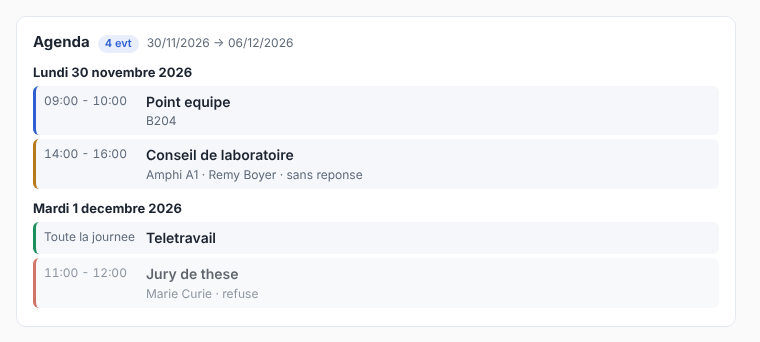 Agenda 4 evt 30/11/2026 → 06/12/2026
Lundi 30 novembre 2026
09:00 - 10:00 Point equipe
B204
14:00 - 16:00 Conseil de laboratoire
Amphi A1 · Remy Boyer · sans reponse
Mardi 1 decembre 2026
Toute la journee Teletravail
11:00 - 12:00 Jury de these
Marie Curie · refuse